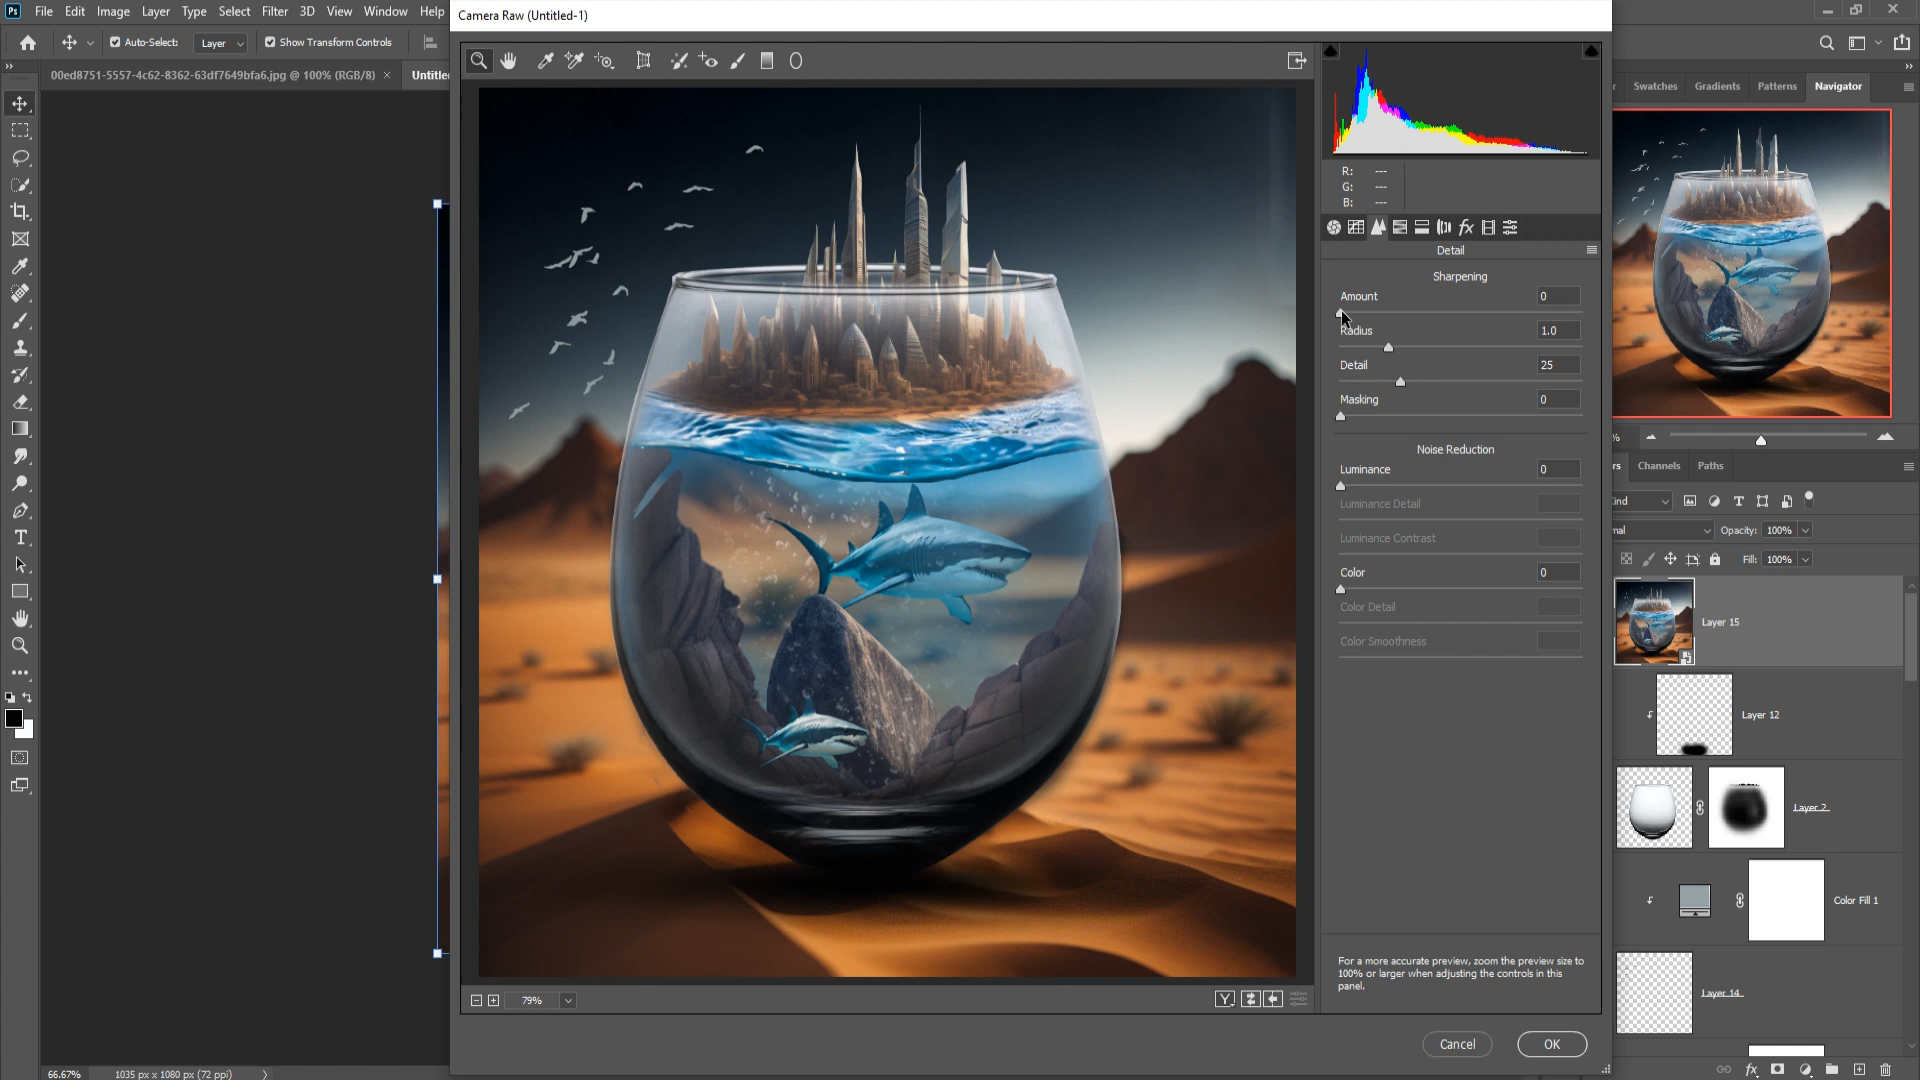 Ps File Edit Image Layer Type Select Filter 3D View Window Help
Camera Raw (Untitled-1)
Auto-Select: Layer Show Transform Controls
00ed8751-5557-4c62-8362-63df7649bfa6.jpg @ 100% (RGB/8) × Untitle
R: ---
G: ---
B: ---
Detail
Sharpening
Amount 0
Radius 1.0
Detail 25
Masking 0
Noise Reduction
Luminance 0
Luminance Detail
Luminance Contrast
Color 0
Color Detail
Color Smoothness
For a more accurate preview, zoom the preview size to
100% or larger when adjusting the controls in this
panel.
79%
Y
Cancel OK
66.67% 1035 px x 1080 px (72 ppi)
r Swatches Gradients Patterns Navigator
%
rs Channels Paths
ind
mal Opacity: 100%
Fill: 100%
Layer 15
Layer 12
Layer 2
Color Fill 1
Layer 14
fx